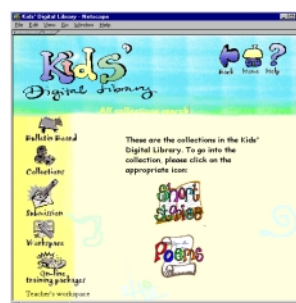 Kids' Digital Library - Netscape
File Edit View Go Window Help
Kids'
Digital Library
Back Home Help
All collections search
Bulletin Board
Collections
Submission
Workspace
On-line
training packages
Teacher's workspace
These are the collections in the Kids'
Digital Library. To go into the
collection, please click on the
appropriate icon:
Short
Stories
Poems